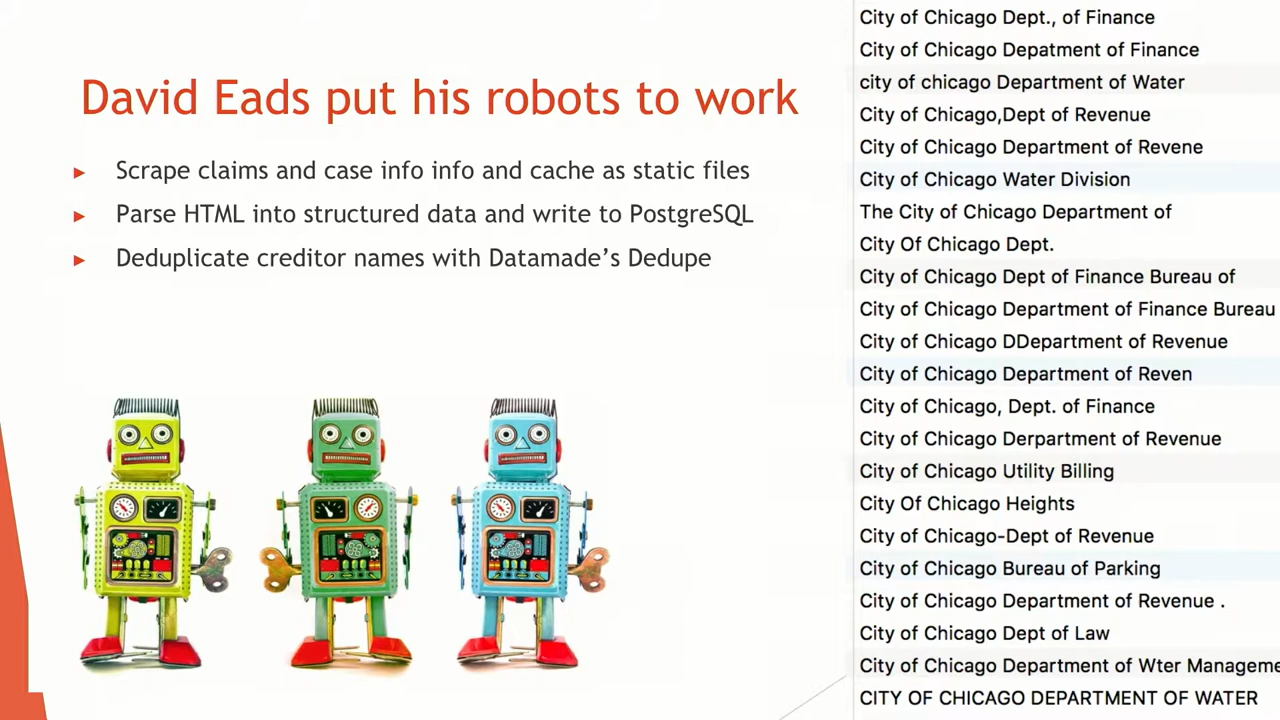 David Eads put his robots to work
Scrape claims and case info info and cache as static files
Parse HTML into structured data and write to PostgreSQL
Deduplicate creditor names with Datamade’s Dedupe
City of Chicago Dept., of Finance
City of Chicago Depatment of Finance
city of chicago Department of Water
City of Chicago,Dept of Revenue
City of Chicago Department of Revene
City of Chicago Water Division
The City of Chicago Department of
City Of Chicago Dept.
City of Chicago Dept of Finance Bureau of
City of Chicago Department of Finance Bureau
City of Chicago DDepartment of Revenue
City of Chicago Department of Reven
City of Chicago, Dept. of Finance
City of Chicago Derpartment of Revenue
City of Chicago Utility Billing
City Of Chicago Heights
City of Chicago-Dept of Revenue
City of Chicago Bureau of Parking
City of Chicago Department of Revenue .
City of Chicago Dept of Law
City of Chicago Department of Wter Manageme
CITY OF CHICAGO DEPARTMENT OF WATER